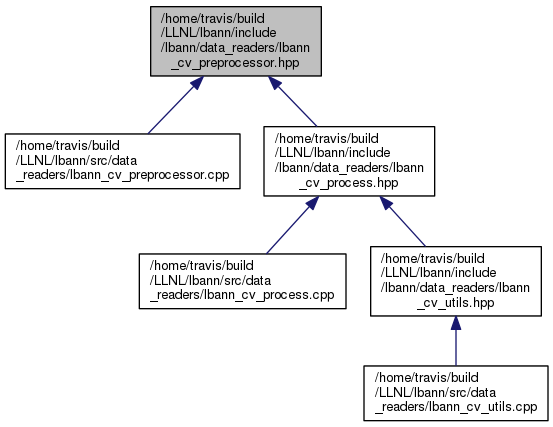 /home/travis/build
/LLNL/lbann/include
/lbann/data_readers/lbann
_cv_preprocessor.hpp
/home/travis/build
/LLNL/lbann/src/data
_readers/lbann_cv_preprocessor.cpp
/home/travis/build
/LLNL/lbann/include
/lbann/data_readers/lbann
_cv_process.hpp
/home/travis/build
/LLNL/lbann/src/data
_readers/lbann_cv_process.cpp
/home/travis/build
/LLNL/lbann/include
/lbann/data_readers/lbann
_cv_utils.hpp
/home/travis/build
/LLNL/lbann/src/data
_readers/lbann_cv_utils.cpp